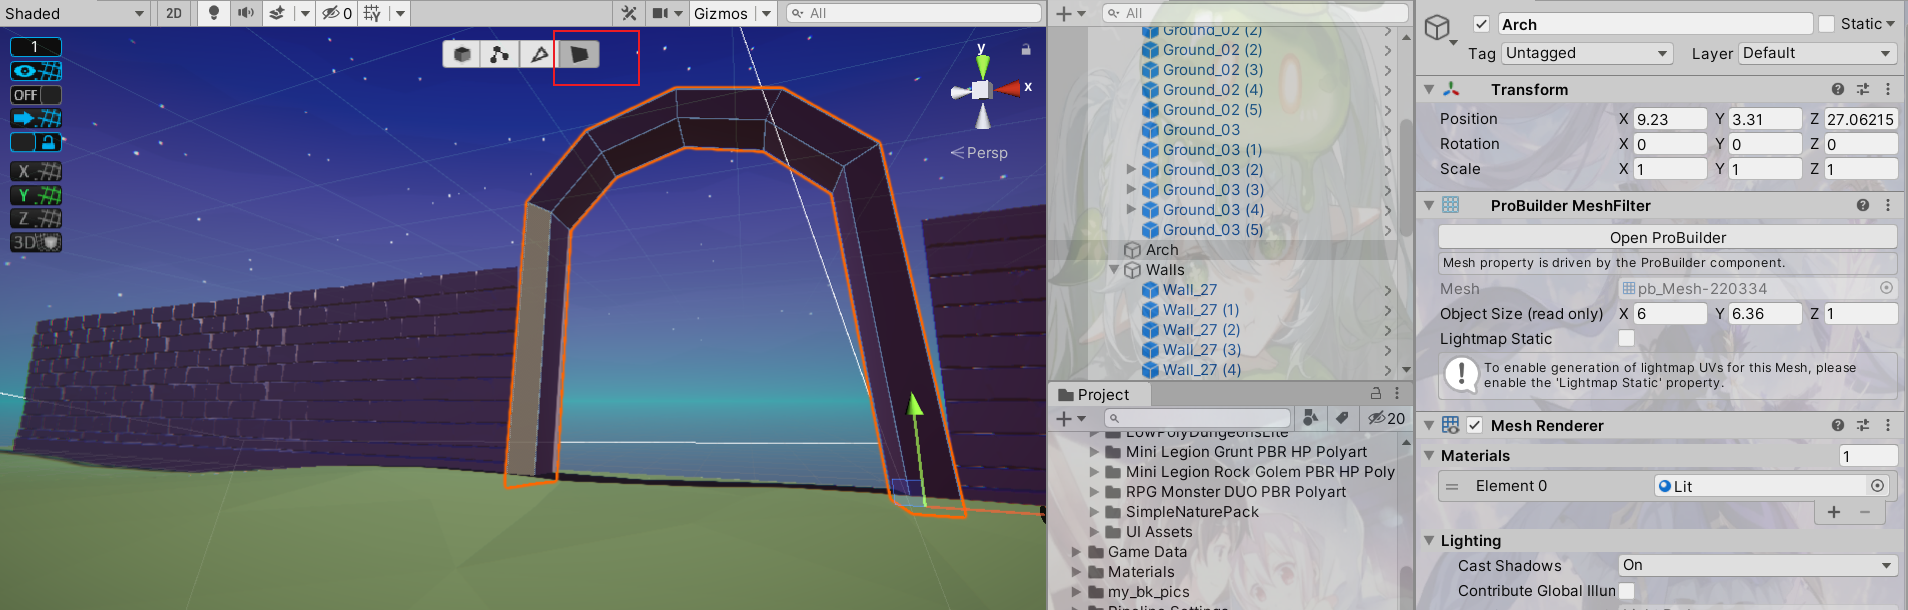 Shaded
2D
0
Gizmos
All
1
OFF
X
Y
Z
3D
y
x
Persp
All
Ground_02 (2)
Ground_02 (2)
Ground_02 (3)
Ground_02 (4)
Ground_02 (5)
Ground_03
Ground_03 (1)
Ground_03 (2)
Ground_03 (3)
Ground_03 (4)
Ground_03 (5)
Arch
Walls
Wall_27
Wall_27 (1)
Wall_27 (2)
Wall_27 (3)
Wall_27 (4)
Project
20
LowPolyDungeonsLite
Mini Legion Grunt PBR HP Polyart
Mini Legion Rock Golem PBR HP Poly
RPG Monster DUO PBR Polyart
SimpleNaturePack
UI Assets
Game Data
Materials
my_bk_pics
Arch
Static
Tag Untagged Layer Default
Transform
Position X 9.23 Y 3.31 Z 27.06215
Rotation X 0 Y 0 Z 0
Scale X 1 Y 1 Z 1
ProBuilder MeshFilter
Open ProBuilder
Mesh property is driven by the ProBuilder component.
Mesh pb_Mesh-220334
Object Size (read only) X 6 Y 6.36 Z 1
Lightmap Static
To enable generation of lightmap UVs for this Mesh, please
enable the 'Lightmap Static' property.
Mesh Renderer
Materials 1
Element 0 Lit
Lighting
Cast Shadows On
Contribute Global Illun